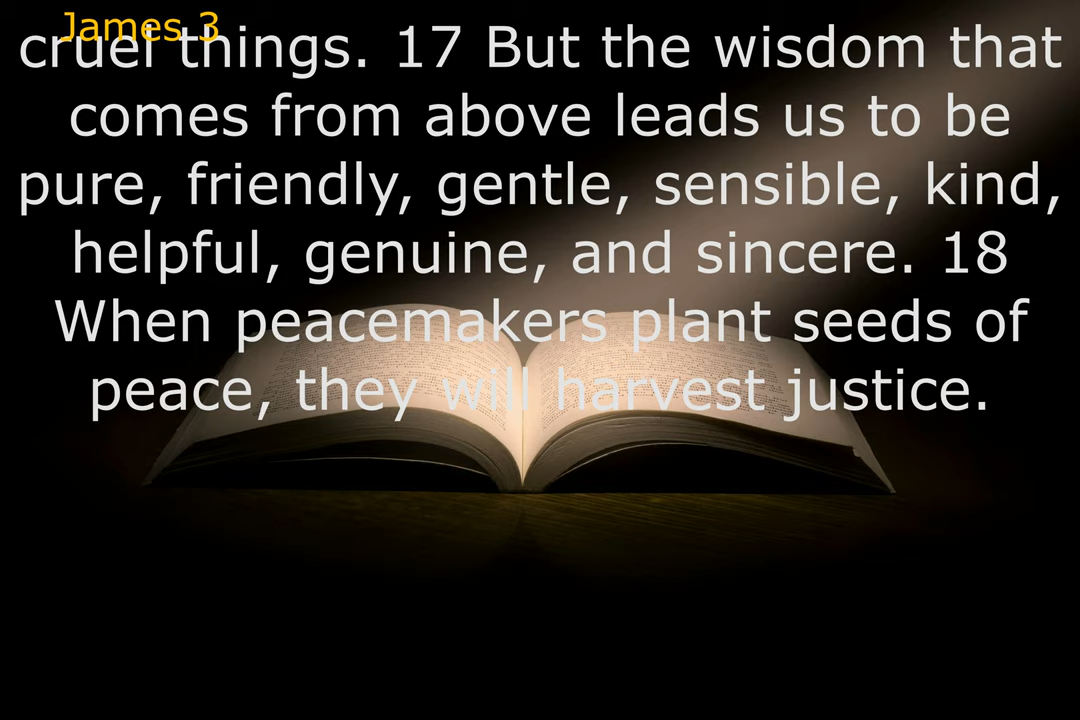 James 3
cruel things. 17 But the wisdom that
comes from above leads us to be
pure, friendly, gentle, sensible, kind,
helpful, genuine, and sincere. 18
When peacemakers plant seeds of
peace, they will harvest justice.